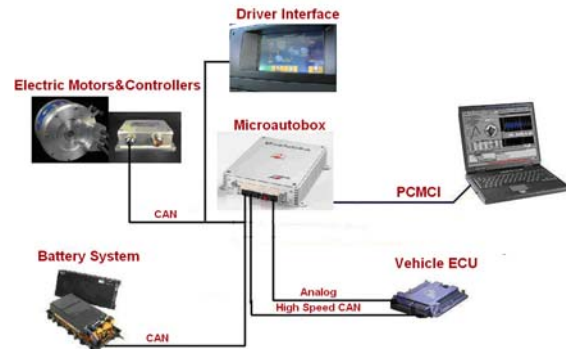 Driver Interface
Electric Motors&Controllers
Microautobox
PCMCI
CAN
Battery System
Vehicle ECU
Analog
High Speed CAN
CAN